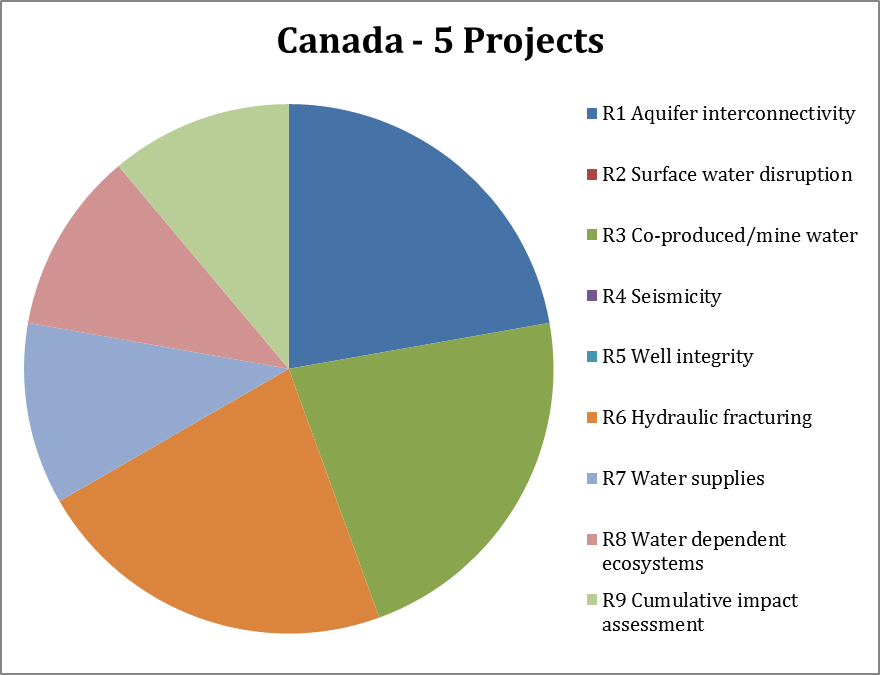 Canada - 5 Projects
R1 Aquifer interconnectivity
R2 Surface water disruption
R3 Co-produced/mine water
R4 Seismicity
R5 Well integrity
R6 Hydraulic fracturing
R7 Water supplies
R8 Water dependent
ecosystems
R9 Cumulative impact
assessment